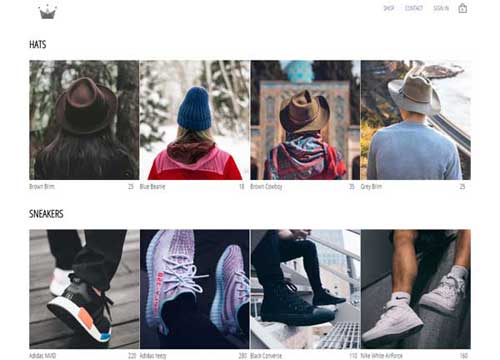 SHOP CONTACT SIGN IN 0
HATS
Brown Brim 25 Blue Beanie 18 Brown Cowboy 35 Grey Brim 25
SNEAKERS
Adidas NMD 220 Adidas Yeezy 280 Black Converse 110 Nike White AirForce 160